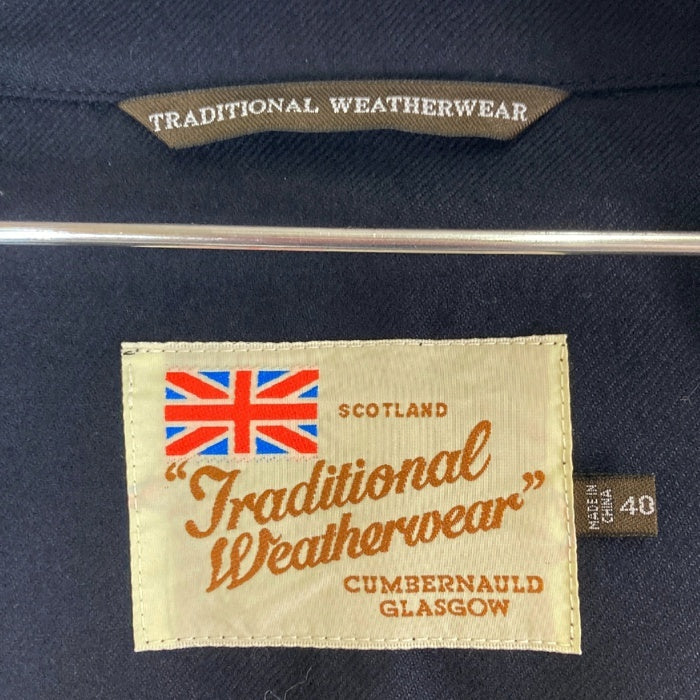 TRADITIONAL WEATHERWEAR
SCOTLAND
“Traditional
Weatherwear”
CUMBERNAULD
GLASGOW
MADE IN
CHINA
40